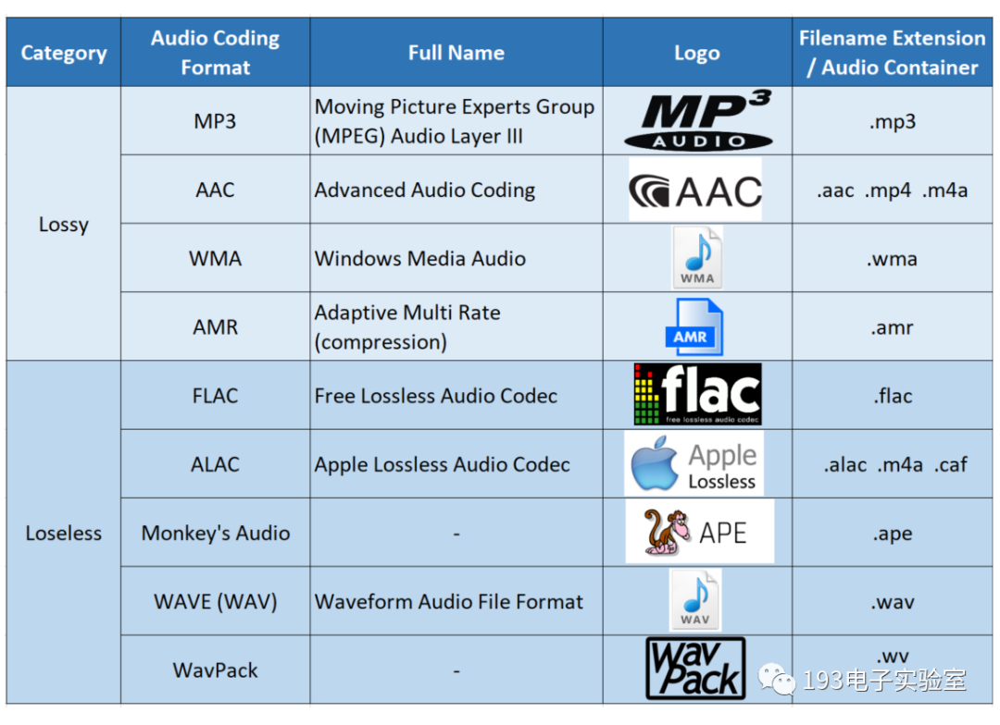 Category
Audio Coding
Format
Full Name
Logo
Filename Extension
/ Audio Container
Lossy
MP3
Moving Picture Experts Group
(MPEG) Audio Layer III
MP3
AUDIO
.mp3
AAC
Advanced Audio Coding
AAC
.aac .mp4 .m4a
WMA
Windows Media Audio
WMA
.wma
AMR
Adaptive Multi Rate
(compression)
AMR
.amr
Loseless
FLAC
Free Lossless Audio Codec
flac
free lossless audio codec
.flac
ALAC
Apple Lossless Audio Codec
Apple
Lossless
.alac .m4a .caf
Monkey's Audio
-
APE
.ape
WAVE (WAV)
Waveform Audio File Format
WAV
.wav
WavPack
-
Wav
Pack
.wv
193电子实验室